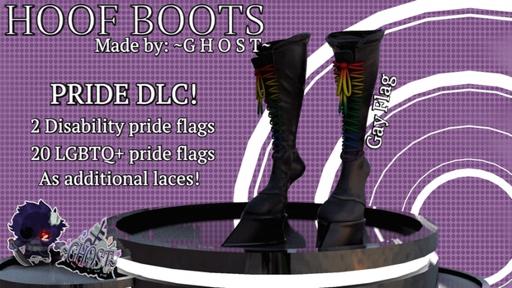 HOOF BOOTS
Made by: ~G H O S T~
PRIDE DLC!
2 Disability pride flags
20 LGBTQ+ pride flags
As additional laces!
Gay Flag
GHOST